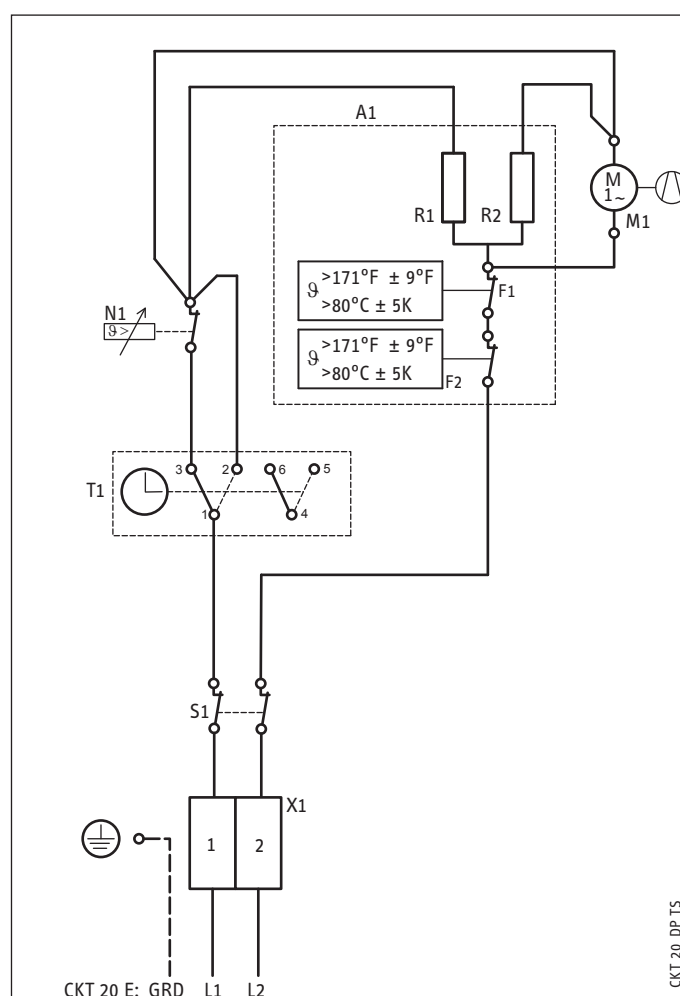 A1
R1
R2
M
1~
M1
ϑ >171°F ± 9°F
>80°C ± 5K
F1
ϑ >171°F ± 9°F
>80°C ± 5K
F2
N1
ϑ>
3
2
6
5
T1
1
4
S1
X1
1
2
CKT 20 E: GRD L1 L2
CKT 20 DP TS